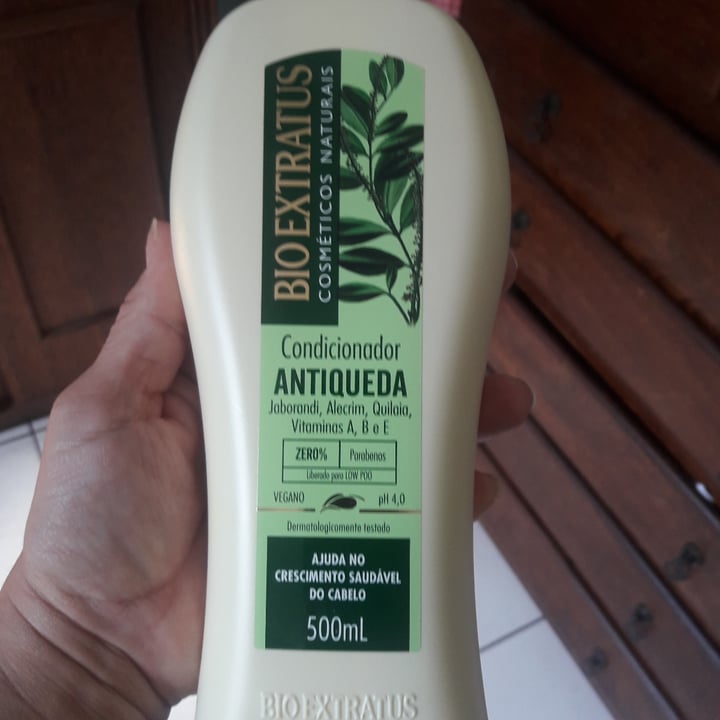 BIO EXTRATUS
COSMÉTICOS NATURAIS
Condicionador
ANTIQUEDA
Jaborandi, Alecrim, Quilaia,
Vitaminas A, B e E
ZERO% Parabenos
Liberado para LOW POO
VEGANO pH 4,0
Dermatologicamente testado
AJUDA NO
CRESCIMENTO SAUDÁVEL
DO CABELO
500mL
BIO EXTRATUS